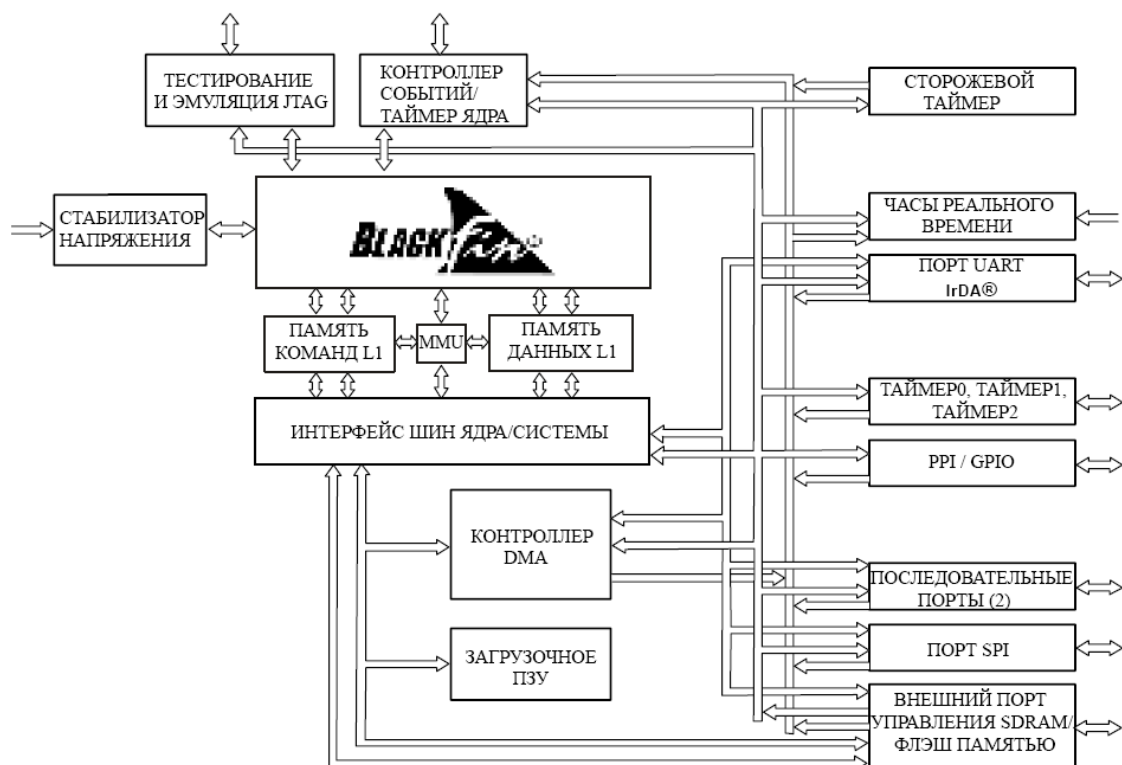 ТЕСТИРОВАНИЕ
И ЭМУЛЯЦИЯ JTAG
КОНТРОЛЛЕР
СОБЫТИЙ/
ТАЙМЕР ЯДРА
СТОРОЖЕВОЙ
ТАЙМЕР
СТАБИЛИЗАТОР
НАПРЯЖЕНИЯ
BLACKfin
ЧАСЫ РЕАЛЬНОГО
ВРЕМЕНИ
ПОРТ UART
IrDA®
ПАМЯТЬ
КОМАНД L1
MMU
ПАМЯТЬ
ДАННЫХ L1
ТАЙМЕР0, ТАЙМЕР1,
ТАЙМЕР2
ИНТЕРФЕЙС ШИН ЯДРА/СИСТЕМЫ
PPI / GPIO
КОНТРОЛЛЕР
DMA
ПОСЛЕДОВАТЕЛЬНЫЕ
ПОРТЫ (2)
ПОРТ SPI
ЗАГРУЗОЧНОЕ
ПЗУ
ВНЕШНИЙ ПОРТ
УПРАВЛЕНИЯ SDRAM/
ФЛЭШ ПАМЯТЬЮ